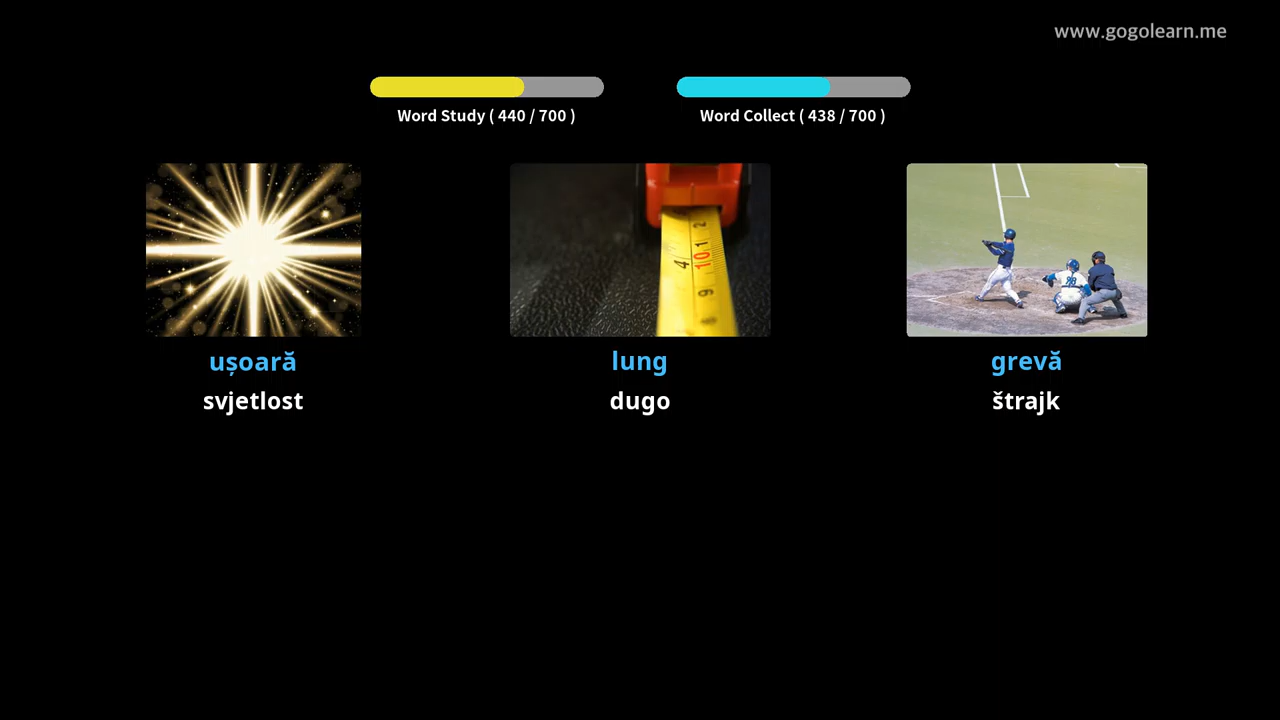 www.gogolearn.me
Word Study ( 440 / 700 )
Word Collect ( 438 / 700 )
ușoară
lung
grevă
svjetlost
dugo
štrajk